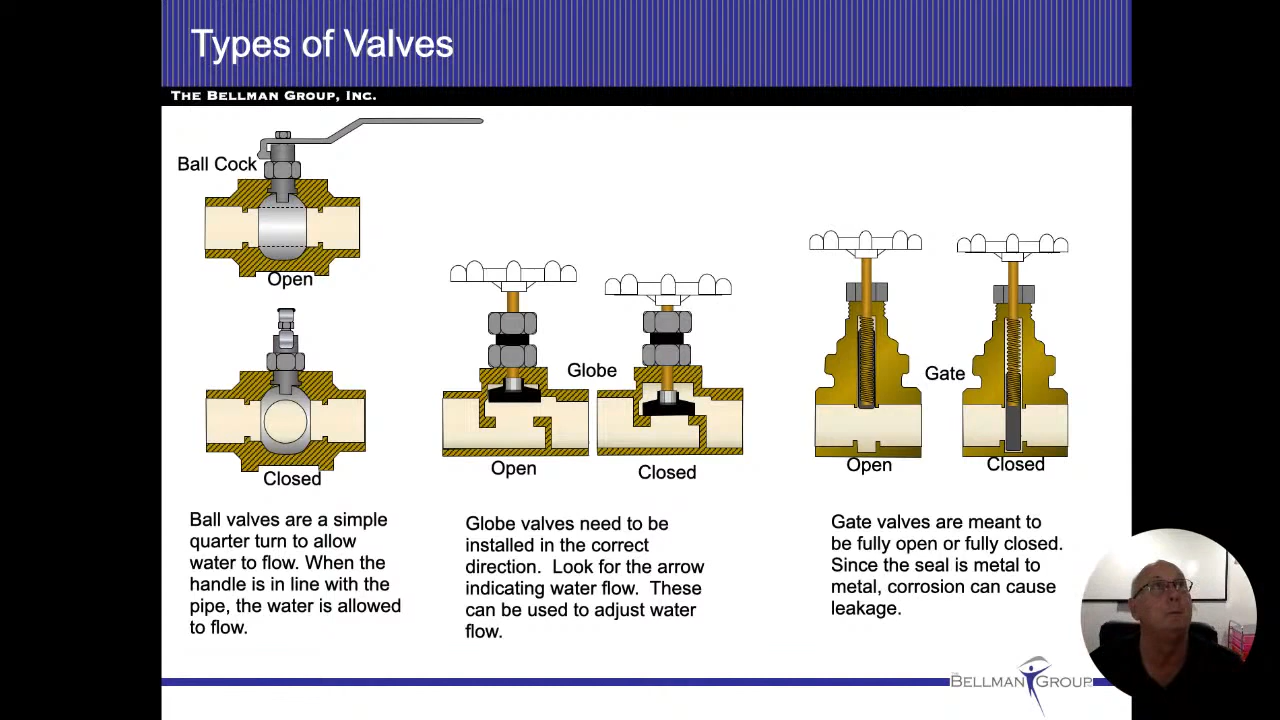 Types of Valves
THE BELLMAN GROUP, INC.
Ball Cock
Open
Closed
Ball valves are a simple
quarter turn to allow
water to flow. When the
handle is in line with the
pipe, the water is allowed
to flow.
Globe
Open
Closed
Globe valves need to be
installed in the correct
direction. Look for the arrow
indicating water flow. These
can be used to adjust water
flow.
Gate
Open
Closed
Gate valves are meant to
be fully open or fully closed.
Since the seal is metal to
metal, corrosion can cause
leakage.
THE BELLMAN GROUP